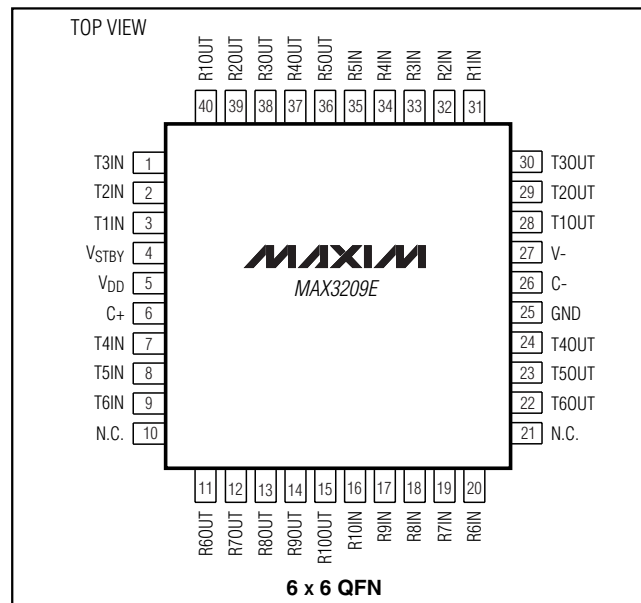 TOP VIEW
R1OUT
R2OUT
R3OUT
R4OUT
R5OUT
R5IN
R4IN
R3IN
R2IN
R1IN
40 39 38 37 36 35 34 33 32 31
T3IN 1 30 T3OUT
T2IN 2 29 T2OUT
T1IN 3 28 T1OUT
VSTBY 4 27 V-
VDD 5 26 C-
C+ 6 25 GND
T4IN 7 24 T4OUT
T5IN 8 23 T5OUT
T6IN 9 22 T6OUT
N.C. 10 21 N.C.
MAXIM
MAX3209E
11 12 13 14 15 16 17 18 19 20
R6OUT
R7OUT
R8OUT
R9OUT
R10OUT
R10IN
R9IN
R8IN
R7IN
R6IN
6 x 6 QFN